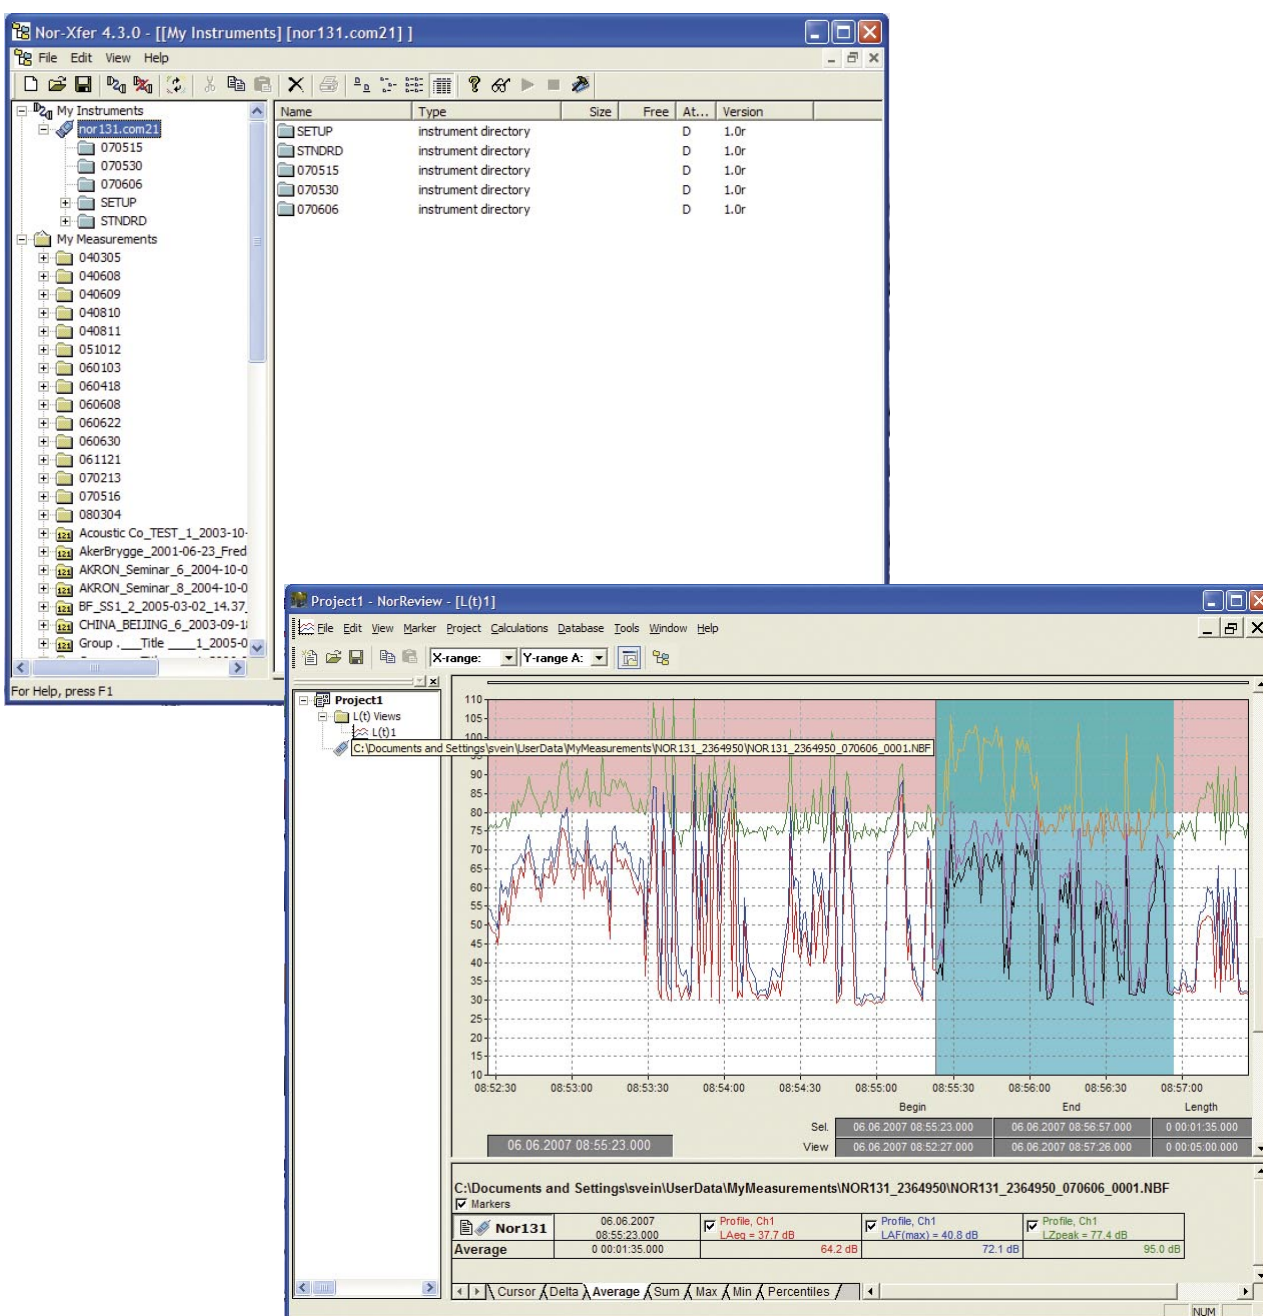 Nor-Xfer 4.3.0 - [[My Instruments] [nor131.com21] ]
File Edit View Help
My Instruments
nor131.com21
070515
070530
070606
SETUP
STNDRD
My Measurements
040305
040608
040609
040810
040811
051012
060103
060418
060608
060622
060630
061121
070213
070516
080304
Acoustic Co_TEST_1_2003-10-
AkerBrygge_2001-06-23_Fred
AKRON_Seminar_6_2004-10-0
AKRON_Seminar_8_2004-10-0
BF_SS1_2_2005-03-02_14.37_
CHINA_BEIJING_6_2003-09-1
Group .___Title ____1_2005-0
For Help, press F1
Name Type Size Free At... Version
SETUP instrument directory D 1.0r
STNDRD instrument directory D 1.0r
070515 instrument directory D 1.0r
070530 instrument directory D 1.0r
070606 instrument directory D 1.0r
Project1 - NorReview - [L(t)1]
File Edit View Marker Project Calculations Database Tools Window Help
X-range: Y-range A:
Project1
L(t) Views
L(t)1
C:\Documents and Settings\svein\UserData\MyMeasurements\NOR131_2364950\NOR131_2364950_070606_0001.NBF
110
105
95
90
85
80
75
70
65
60
55
50
45
40
35
30
25
20
15
10
08:52:30 08:53:00 08:53:30 08:54:00 08:54:30 08:55:00 08:55:30 08:56:00 08:56:30 08:57:00
Begin End Length
Sel. 06.06.2007 08:55:23.000 06.06.2007 08:56:57.000 0 00:01:35.000
06.06.2007 08:55:23.000 View 06.06.2007 08:52:27.000 06.06.2007 08:57:26.000 0 00:05:00.000
C:\Documents and Settings\svein\UserData\MyMeasurements\NOR131_2364950\NOR131_2364950_070606_0001.NBF
Markers
Nor131 06.06.2007 08:55:23.000 Profile, Ch1 LAeq = 37.7 dB Profile, Ch1 LAF(max) = 40.8 dB Profile, Ch1 LZpeak = 77.4 dB
Average 0 00:01:35.000 64.2 dB 72.1 dB 95.0 dB
Cursor Delta Average Sum Max Min Percentiles
NUM